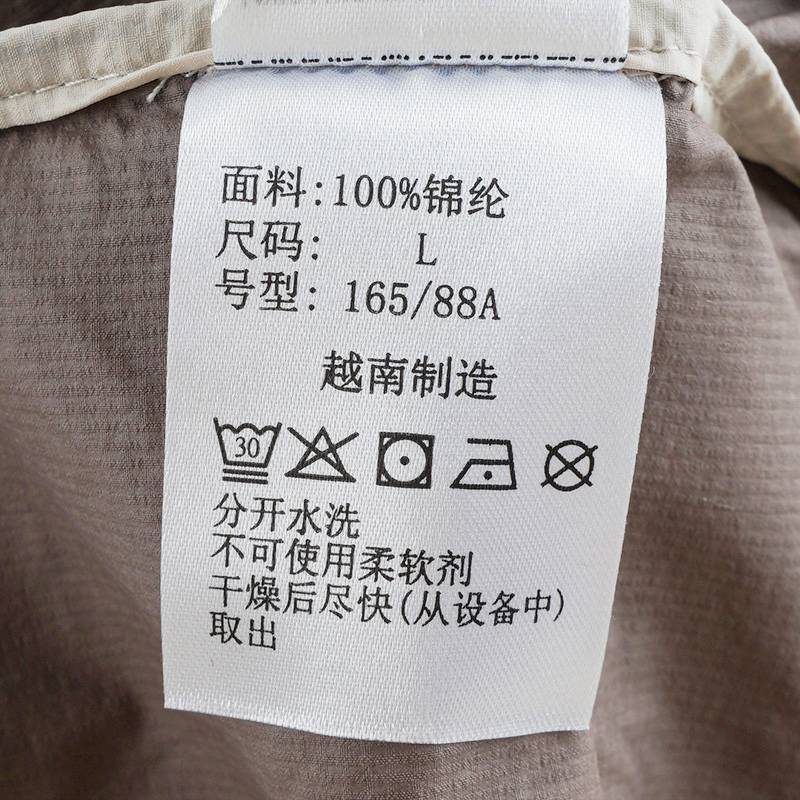 面料:100%锦纶
尺码: L
号型: 165/88A
越南制造
30
分开水洗
不可使用柔软剂
干燥后尽快(从设备中)
取出